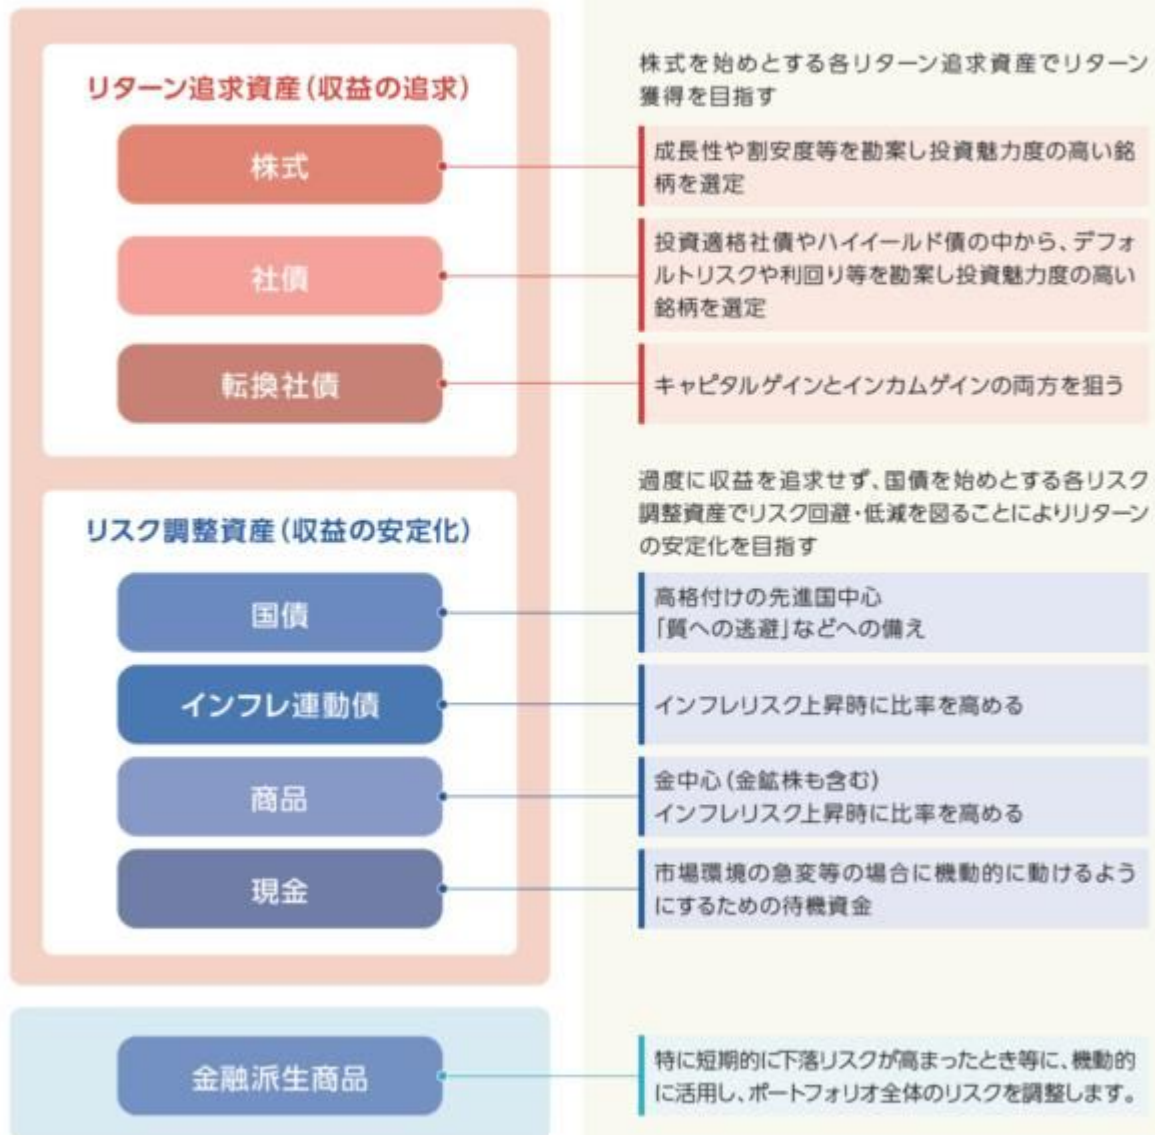 リターン追求資産(収益の追求)
株式を始めとする各リターン追求資産でリターン
獲得を目指す
株式
成長性や割安度等を勘案し投資魅力度の高い銘
柄を選定
社債
投資適格社債やハイイールド債の中から、デフォ
ルトリスクや利回り等を勘案し投資魅力度の高い
銘柄を選定
転換社債
キャピタルゲインとインカムゲインの両方を狙う
リスク調整資産(収益の安定化)
過度に収益を追求せず、国債を始めとする各リスク
調整資産でリスク回避・低減を図ることによりリターン
の安定化を目指す
国債
高格付けの先進国中心
「質への逃避」などへの備え
インフレ連動債
インフレリスク上昇時に比率を高める
商品
金中心(金鉱株も含む)
インフレリスク上昇時に比率を高める
現金
市場環境の急変等の場合に機動的に動けるよう
にするための待機資金
金融派生商品
特に短期的に下落リスクが高まったとき等に、機動的
に活用し、ポートフォリオ全体のリスクを調整します。